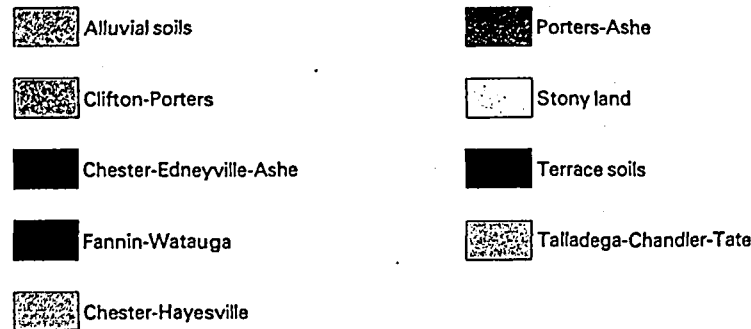 Alluvial soils
Clifton-Porters
Chester-Edneyville-Ashe
Fannin-Watauga
Chester-Hayesville
Porters-Ashe
Stony land
Terrace soils
Talladega-Chandler-Tate